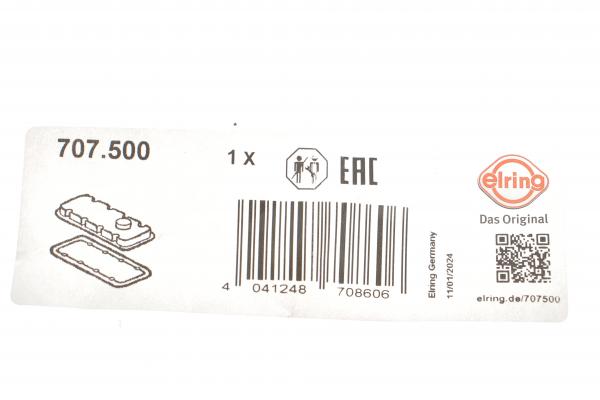 707.500
1 X
EAC
elring
Das Original
4 041248 708606
Elring Germany
11/01/2024
elring.de/707500